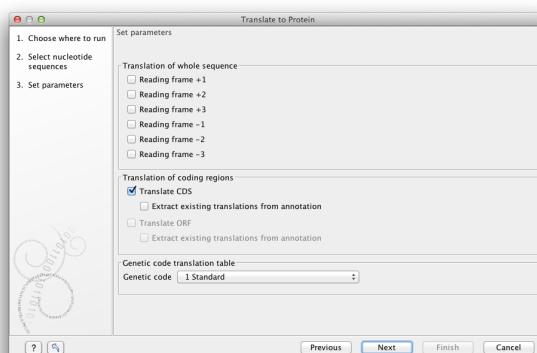 Translate to Protein
1. Choose where to run
2. Select nucleotide
sequences
3. Set parameters
Set parameters
Translation of whole sequence
Reading frame +1
Reading frame +2
Reading frame +3
Reading frame −1
Reading frame −2
Reading frame −3
Translation of coding regions
Translate CDS
Extract existing translations from annotation
Translate ORF
Extract existing translations from annotation
Genetic code translation table
Genetic code 1 Standard
? Previous Next Finish Cancel